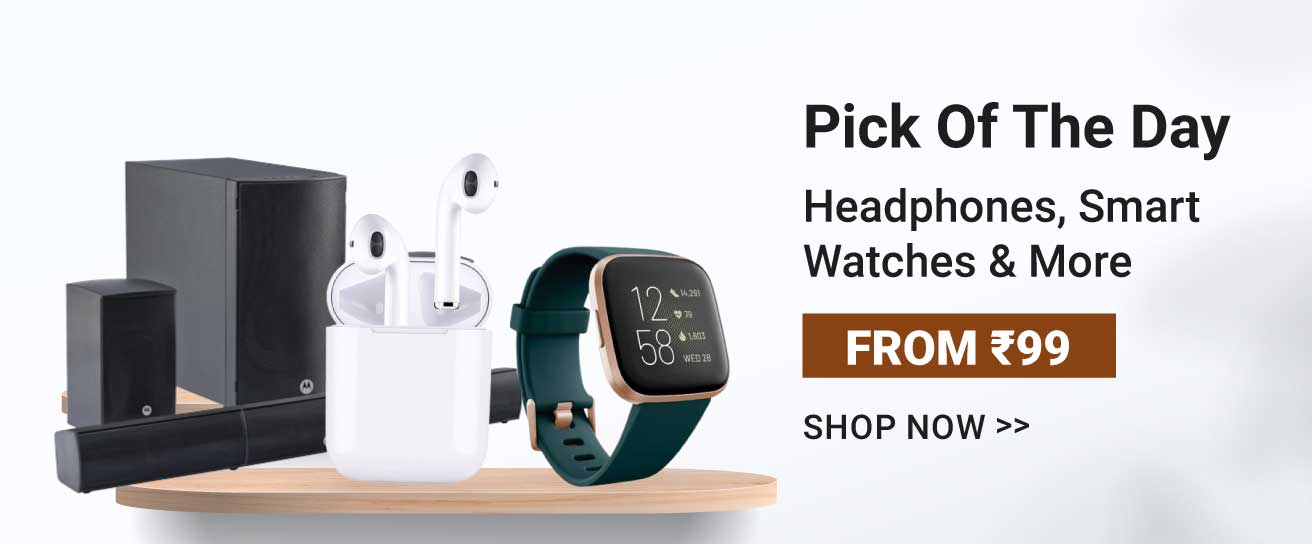 Pick Of The Day
Headphones, Smart
Watches & More
FROM ₹99
SHOP NOW >>
12
58
14,291
79
1,603
WED 28